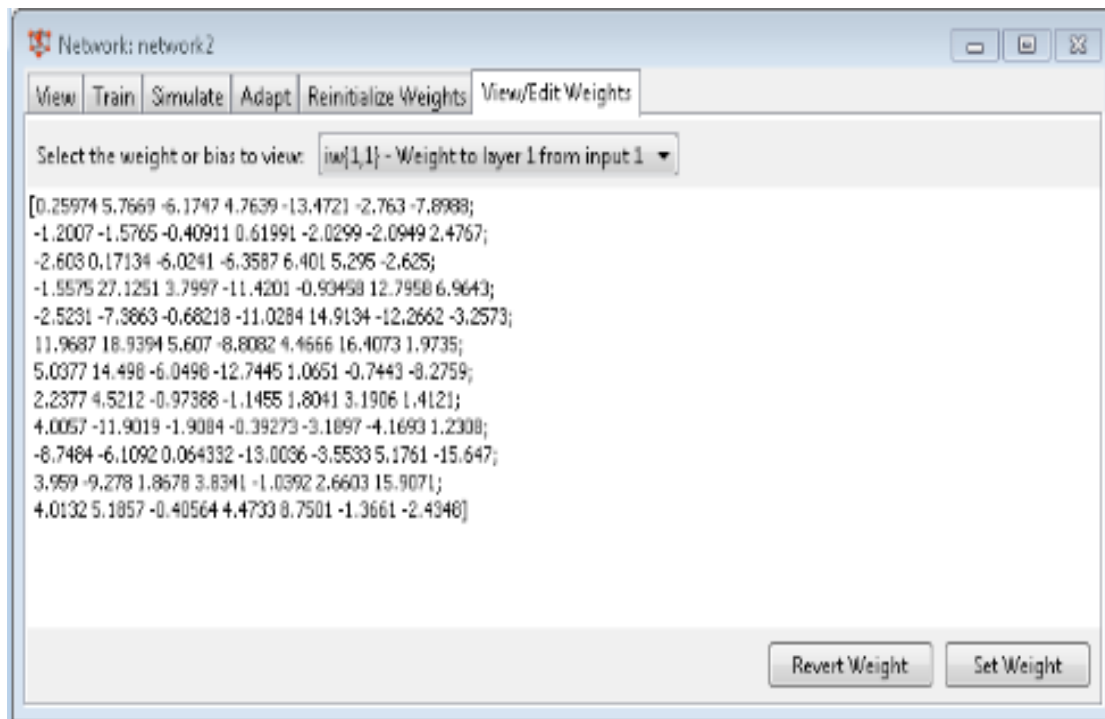 Network: network2
View Train Simulate Adapt Reinitialize Weights View/Edit Weights
Select the weight or bias to view: iw{1,1} - Weight to layer 1 from input 1
[0.25974 5.7669 -6.1747 4.7639 -13.4721 -2.763 -7.8988;
-1.2007 -1.5765 -0.40911 0.61991 -2.0299 -2.0949 2.4767;
-2.603 0.17134 -6.0241 -6.3587 6.401 5.295 -2.625;
-1.5575 27.1251 3.7997 -11.4201 -0.93458 12.7958 6.9643;
-2.5231 -7.3863 -0.68218 -11.0284 14.9134 -12.2662 -3.2573;
11.9687 18.9394 5.607 -8.8082 4.4666 16.4073 1.9735;
5.0377 14.498 -6.0498 -12.7445 1.0651 -0.7443 -8.2759;
2.2377 4.5212 -0.97388 -1.1455 1.8041 3.1906 1.4121;
4.0057 -11.9019 -1.9084 -0.39273 -3.1897 -4.1693 1.2308;
-8.7484 -6.1092 0.064332 -13.0036 -3.5533 5.1761 -15.647;
3.959 -9.278 1.8678 3.8341 -1.0392 2.6603 15.9071;
4.0132 5.1857 -0.40564 4.4733 8.7501 -1.3661 -2.4348]
Revert Weight Set Weight